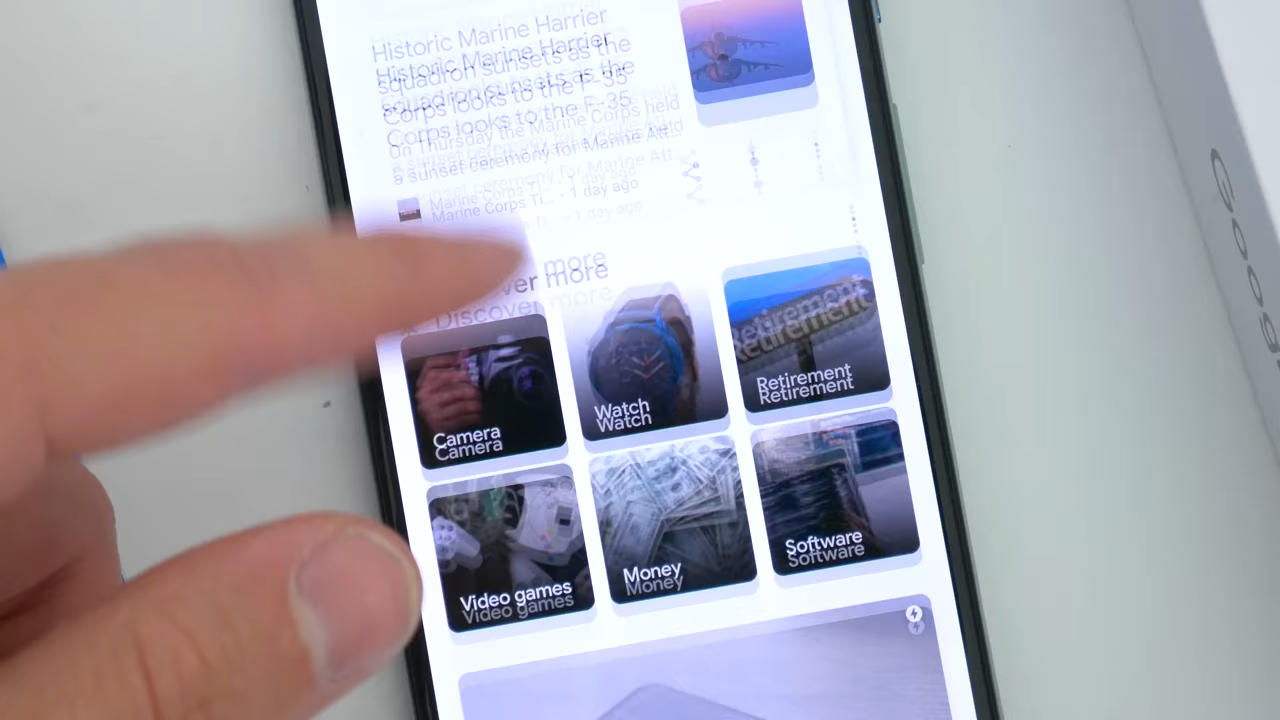 Historic Marine Harrier
squadron sunsets as the
Corps looks to the F-35
On Thursday the Marine Corps held
a sunset ceremony for Marine Att..
Marine Corps Ti... · 1 day ago
Discover more
Camera
Watch
Retirement
Video games
Money
Software
Goog